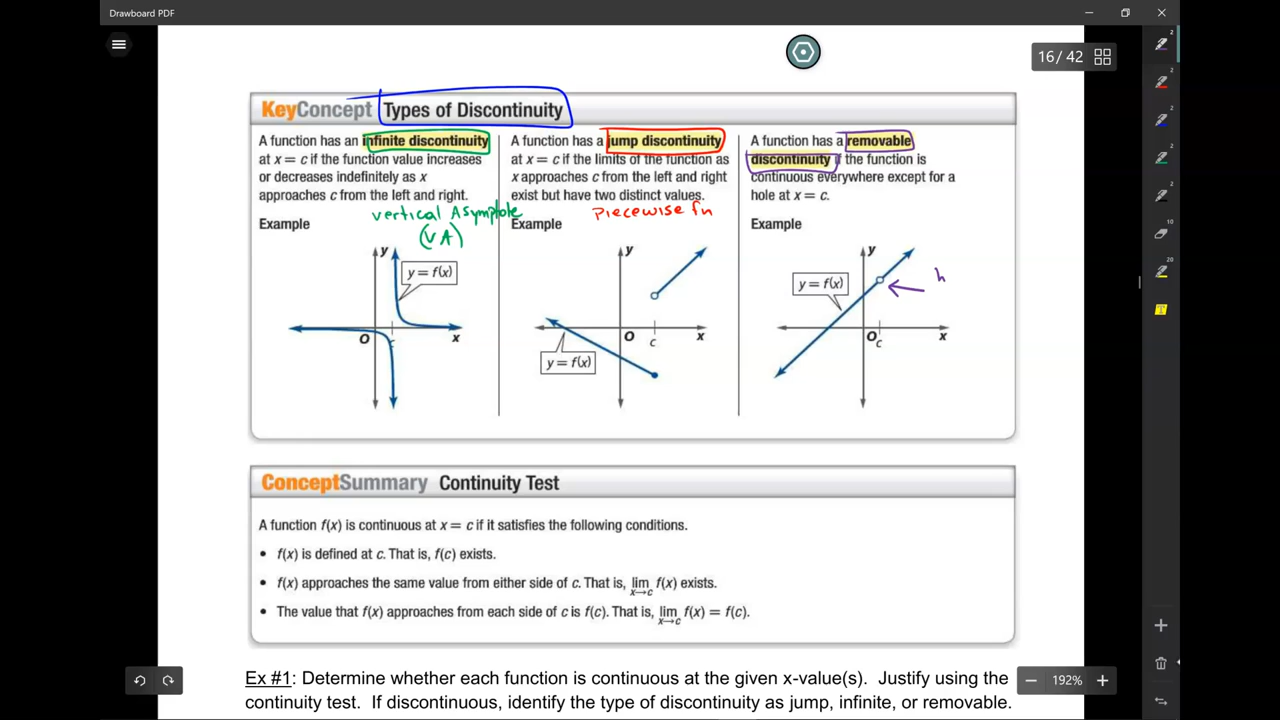 Drawboard PDF
16 / 42
KeyConcept Types of Discontinuity
A function has an infinite discontinuity
at x = c if the function value increases
or decreases indefinitely as x
approaches c from the left and right.
vertical Asymptote
(VA)
Example
y
y = f(x)
O
c
x
A function has a jump discontinuity
at x = c if the limits of the function as
x approaches c from the left and right
exist but have two distinct values.
Piecewise fn
Example
y
O
c
x
y = f(x)
A function has a removable
discontinuity if the function is
continuous everywhere except for a
hole at x = c.
Example
y
h
y = f(x)
O
c
x
ConceptSummary Continuity Test
A function f(x) is continuous at x = c if it satisfies the following conditions.
• f(x) is defined at c. That is, f(c) exists.
• f(x) approaches the same value from either side of c. That is, lim x→c f(x) exists.
• The value that f(x) approaches from each side of c is f(c). That is, lim x→c f(x) = f(c).
Ex #1: Determine whether each function is continuous at the given x-value(s). Justify using the
continuity test. If discontinuous, identify the type of discontinuity as jump, infinite, or removable.
192%
2
2
2
2
2
10
20